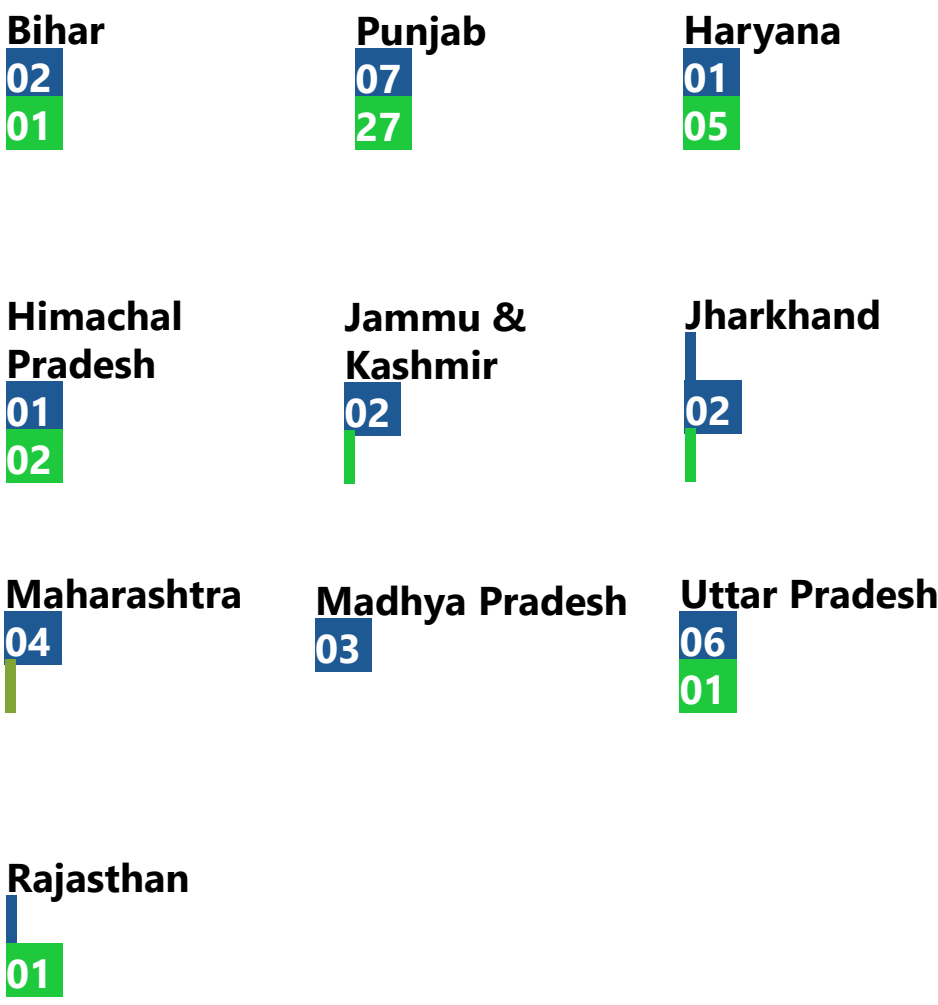 Bihar
02
01
Punjab
07
27
Haryana
01
05
Himachal
Pradesh
01
02
Jammu &
Kashmir
02
Jharkhand
02
Maharashtra
04
Madhya Pradesh
03
Uttar Pradesh
06
01
Rajasthan
01